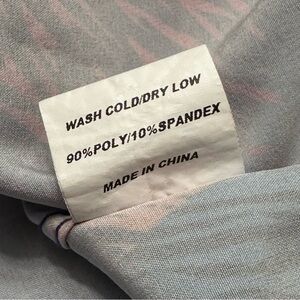 WASH COLD/DRY LOW
90%POLY/10%SPANDEX
MADE IN CHINA